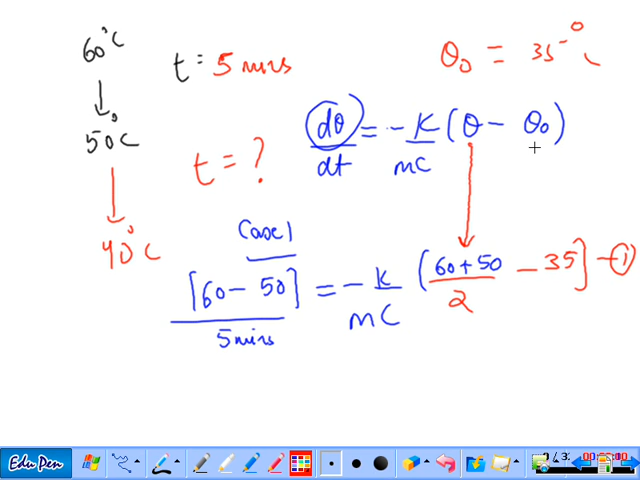 60°C
t = 5 mins
θ₀ = 35°C
50°C
dθ/dt = -K/mC (θ - θ₀)
t = ?
40°C
Case 1
[60 - 50]/5 mins = -K/mC [(60 + 50)/2 - 35] - ①
Edu Pen